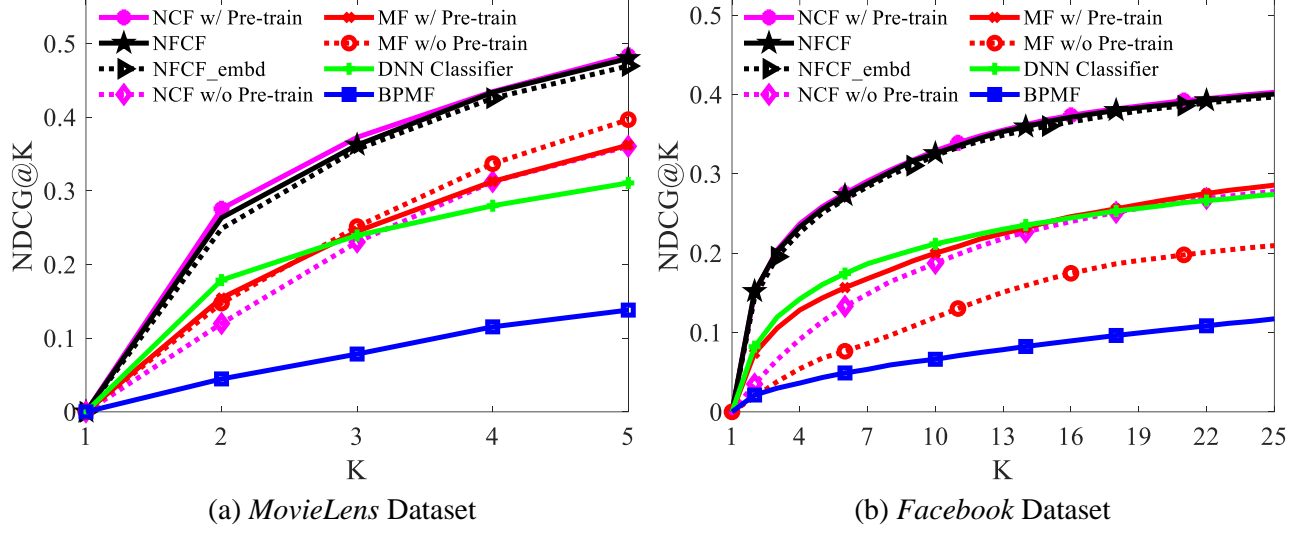 NDCG@K
0.5
0.4
0.3
0.2
0.1
0
NCF w/ Pre-train
NFCF
NFCF_embd
NCF w/o Pre-train
MF w/ Pre-train
MF w/o Pre-train
DNN Classifier
BPMF
1 2 3 4 5
K
(a) MovieLens Dataset
NDCG@K
0.5
0.4
0.3
0.2
0.1
0
NCF w/ Pre-train
NFCF
NFCF_embd
NCF w/o Pre-train
MF w/ Pre-train
MF w/o Pre-train
DNN Classifier
BPMF
1 4 7 10 13 16 19 22 25
K
(b) Facebook Dataset